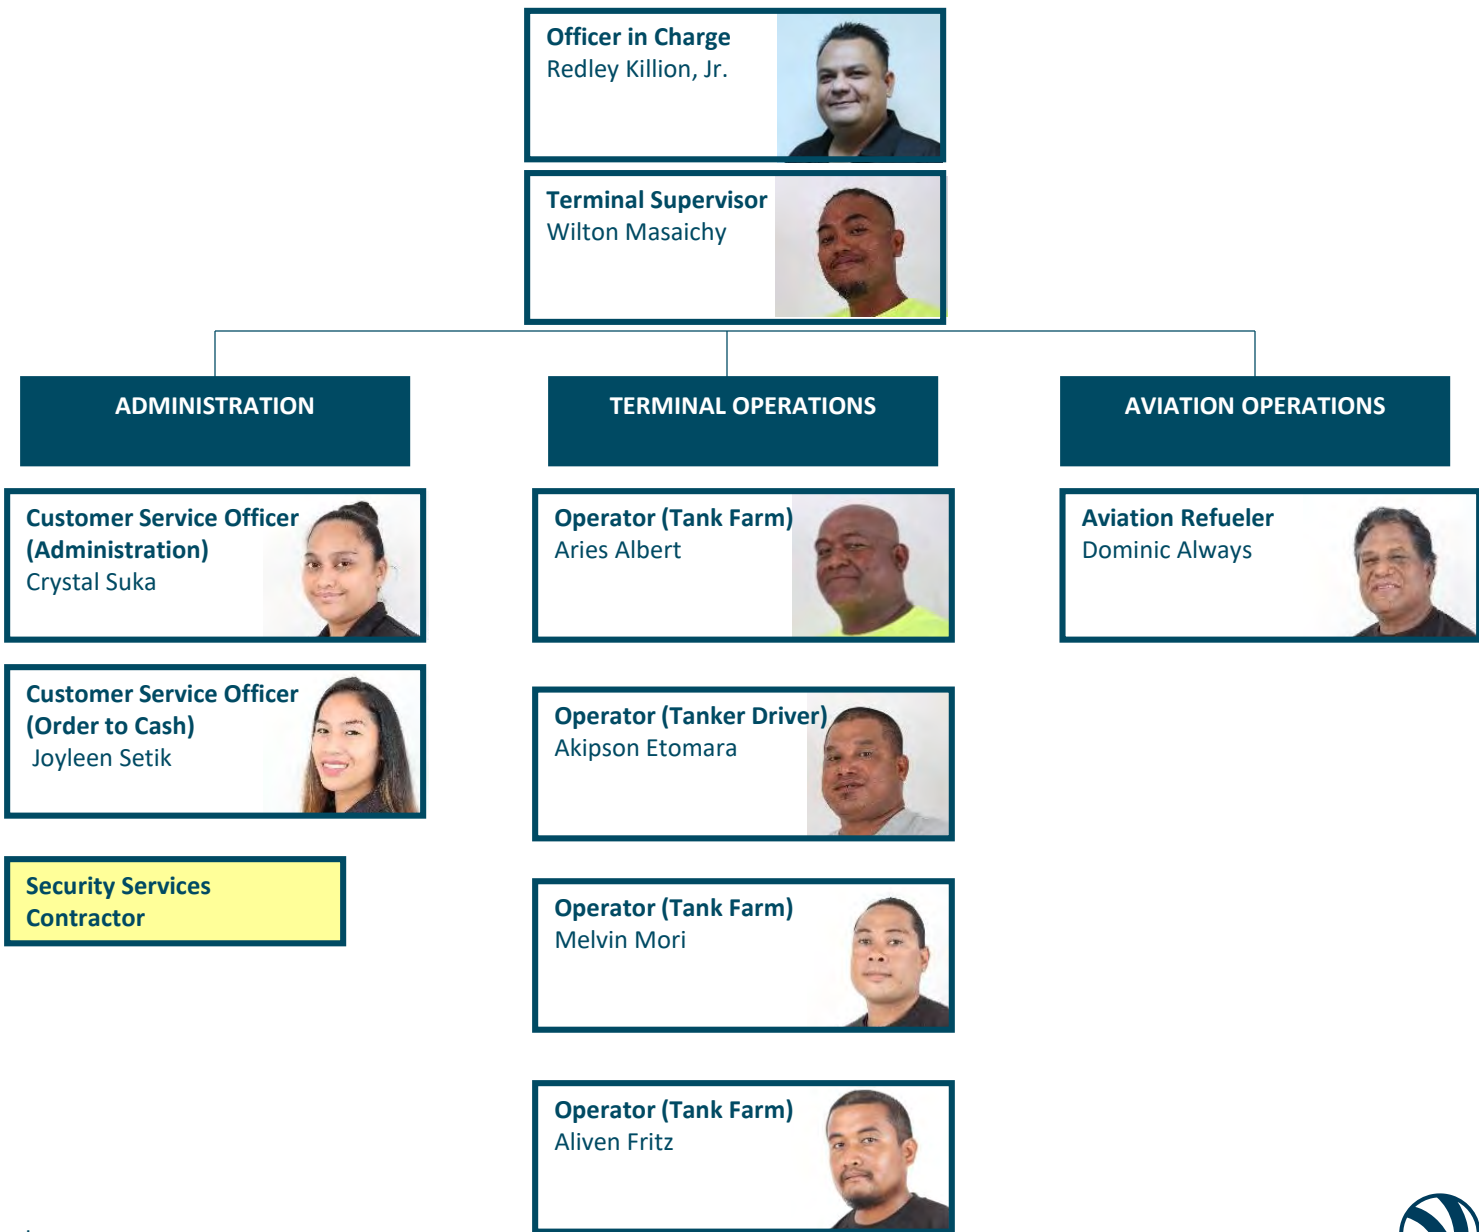 Officer in Charge
Redley Killion, Jr.
Terminal Supervisor
Wilton Masaichy
ADMINISTRATION
TERMINAL OPERATIONS
AVIATION OPERATIONS
Customer Service Officer
(Administration)
Crystal Suka
Customer Service Officer
(Order to Cash)
Joyleen Setik
Security Services
Contractor
Operator (Tank Farm)
Aries Albert
Operator (Tanker Driver)
Akipson Etomara
Operator (Tank Farm)
Melvin Mori
Operator (Tank Farm)
Aliven Fritz
Aviation Refueler
Dominic Always